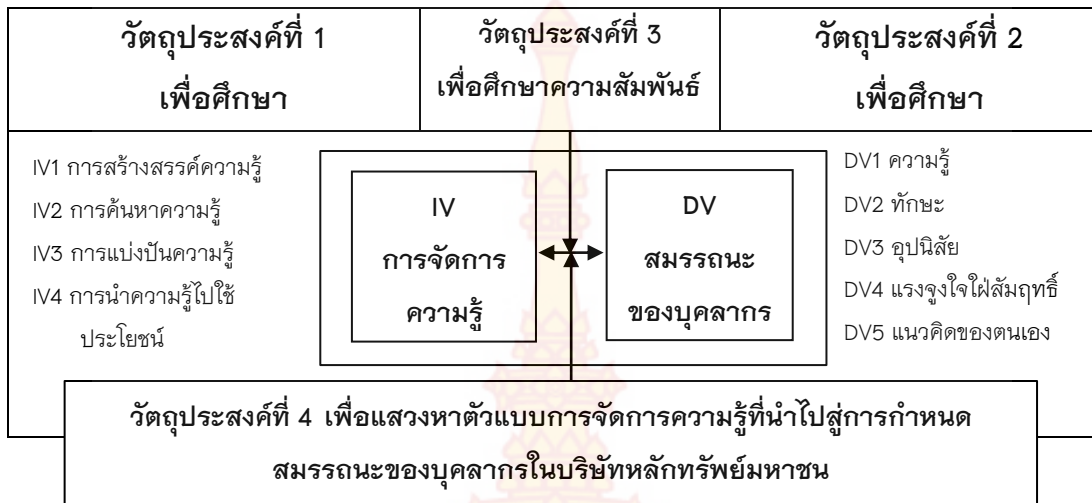 วัตถุประสงค์ที่ 1
เพื่อศึกษา
วัตถุประสงค์ที่ 3
เพื่อศึกษาความสัมพันธ์
วัตถุประสงค์ที่ 2
เพื่อศึกษา
IV1 การสร้างสรรค์ความรู้
IV2 การค้นหาความรู้
IV3 การแบ่งปันความรู้
IV4 การนำความรู้ไปใช้
ประโยชน์
IV
การจัดการ
ความรู้
DV
สมรรถนะ
ของบุคลากร
DV1 ความรู้
DV2 ทักษะ
DV3 อุปนิสัย
DV4 แรงจูงใจใฝ่สัมฤทธิ์
DV5 แนวคิดของตนเอง
วัตถุประสงค์ที่ 4 เพื่อแสวงหาตัวแบบการจัดการความรู้ที่นำไปสู่การกำหนด
สมรรถนะของบุคลากรในบริษัทหลักทรัพย์มหาชน